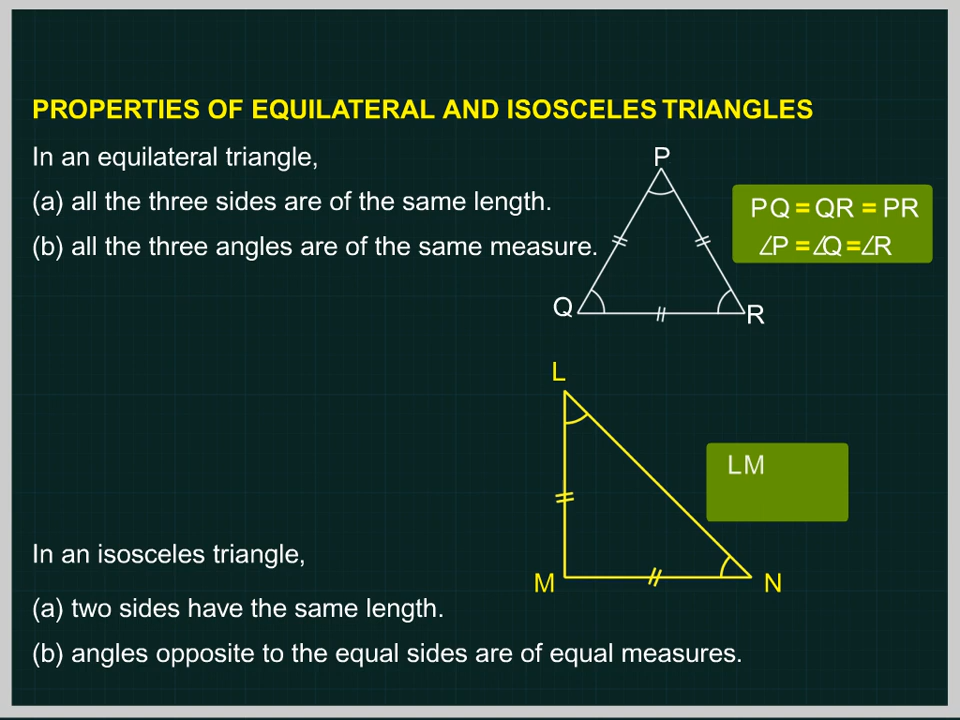 PROPERTIES OF EQUILATERAL AND ISOSCELES TRIANGLES
In an equilateral triangle,
(a) all the three sides are of the same length.
(b) all the three angles are of the same measure.
P
Q
R
PQ = QR = PR
∠P = ∠Q = ∠R
L
M
N
LM
In an isosceles triangle,
(a) two sides have the same length.
(b) angles opposite to the equal sides are of equal measures.